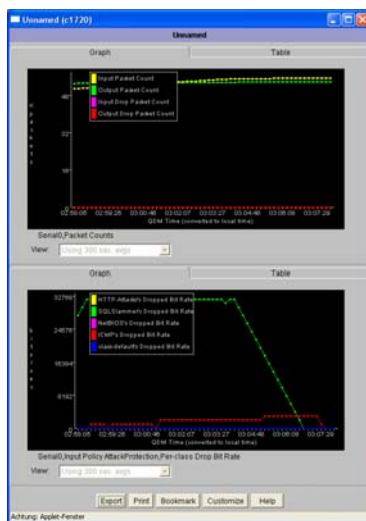 Unnamed (c1720)
Unnamed
Graph Table
Input Packet Count
Output Packet Count
Input Drop Packet Count
Output Drop Packet Count
48
32
16
0
02:58:05 02:59:26 03:00:46 03:02:07 03:03:27 03:04:48 03:06:08 03:07:28
QDM Time (converted to local time)
Serial0,Packet Counts
View: Using 300 sec. avgs
Graph Table
32768
HTTP-Attacks's Dropped Bit Rate
SQLSlammer's Dropped Bit Rate
NetBIOS's Dropped Bit Rate
ICMP's Dropped Bit Rate
class-default's Dropped Bit Rate
24576
16384
8192
0
02:58:05 02:59:26 03:00:46 03:02:07 03:03:27 03:04:48 03:06:08 03:07:28
QDM Time (converted to local time)
Serial0,Input Policy AttackProtection,Per-class Drop Bit Rate
View: Using 300 sec. avgs
Export Print Bookmark Customize Help
Achtung: Applet-Fenster